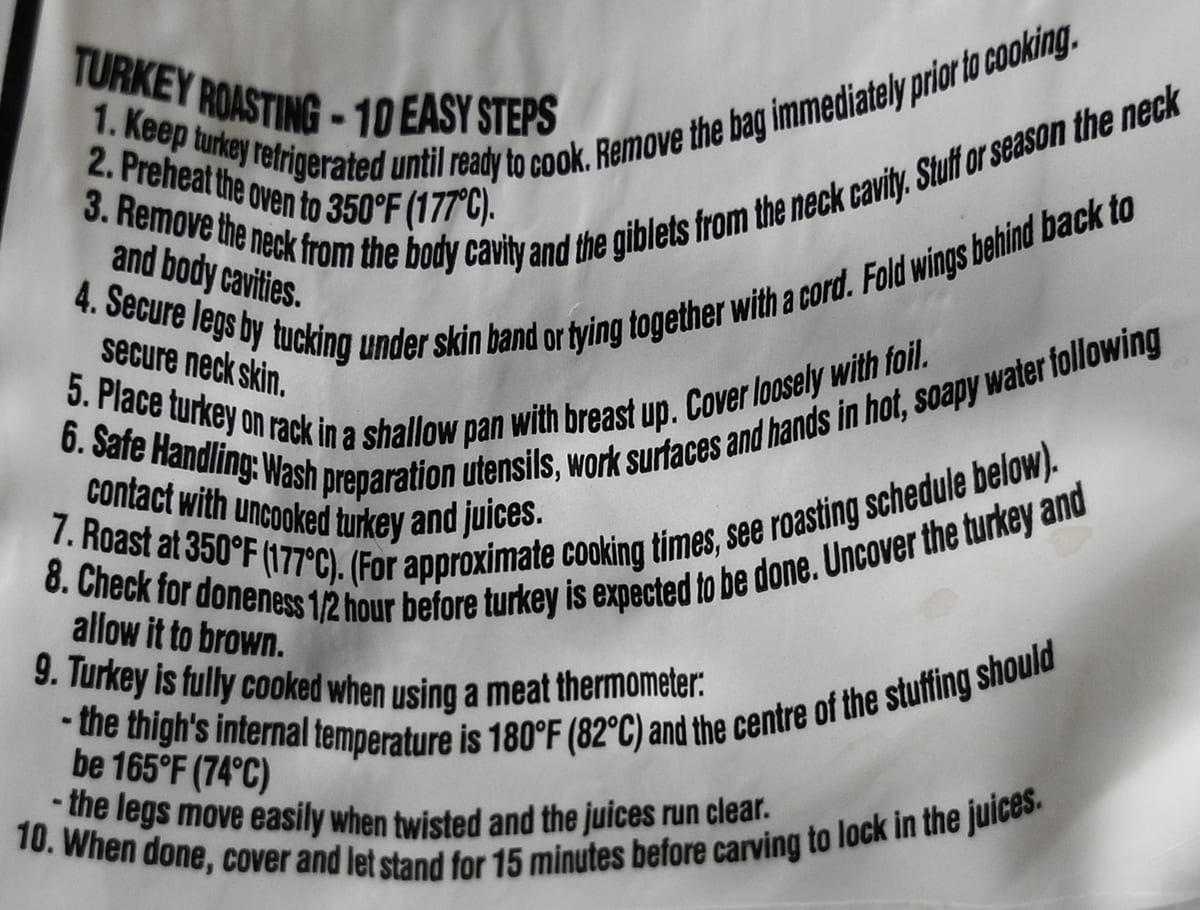 TURKEY ROASTING - 10 EASY STEPS
1. Keep turkey refrigerated until ready to cook. Remove the bag immediately prior to cooking.
2. Preheat the oven to 350°F (177°C).
3. Remove the neck from the body cavity and the giblets from the neck cavity. Stuff or season the neck
and body cavities.
4. Secure legs by tucking under skin band or tying together with a cord. Fold wings behind back to
secure neck skin.
5. Place turkey on rack in a shallow pan with breast up. Cover loosely with foil.
6. Safe Handling: Wash preparation utensils, work surfaces and hands in hot, soapy water following
contact with uncooked turkey and juices.
7. Roast at 350°F (177°C). (For approximate cooking times, see roasting schedule below).
8. Check for doneness 1/2 hour before turkey is expected to be done. Uncover the turkey and
allow it to brown.
9. Turkey is fully cooked when using a meat thermometer:
- the thigh's internal temperature is 180°F (82°C) and the centre of the stuffing should
be 165°F (74°C)
- the legs move easily when twisted and the juices run clear.
10. When done, cover and let stand for 15 minutes before carving to lock in the juices.